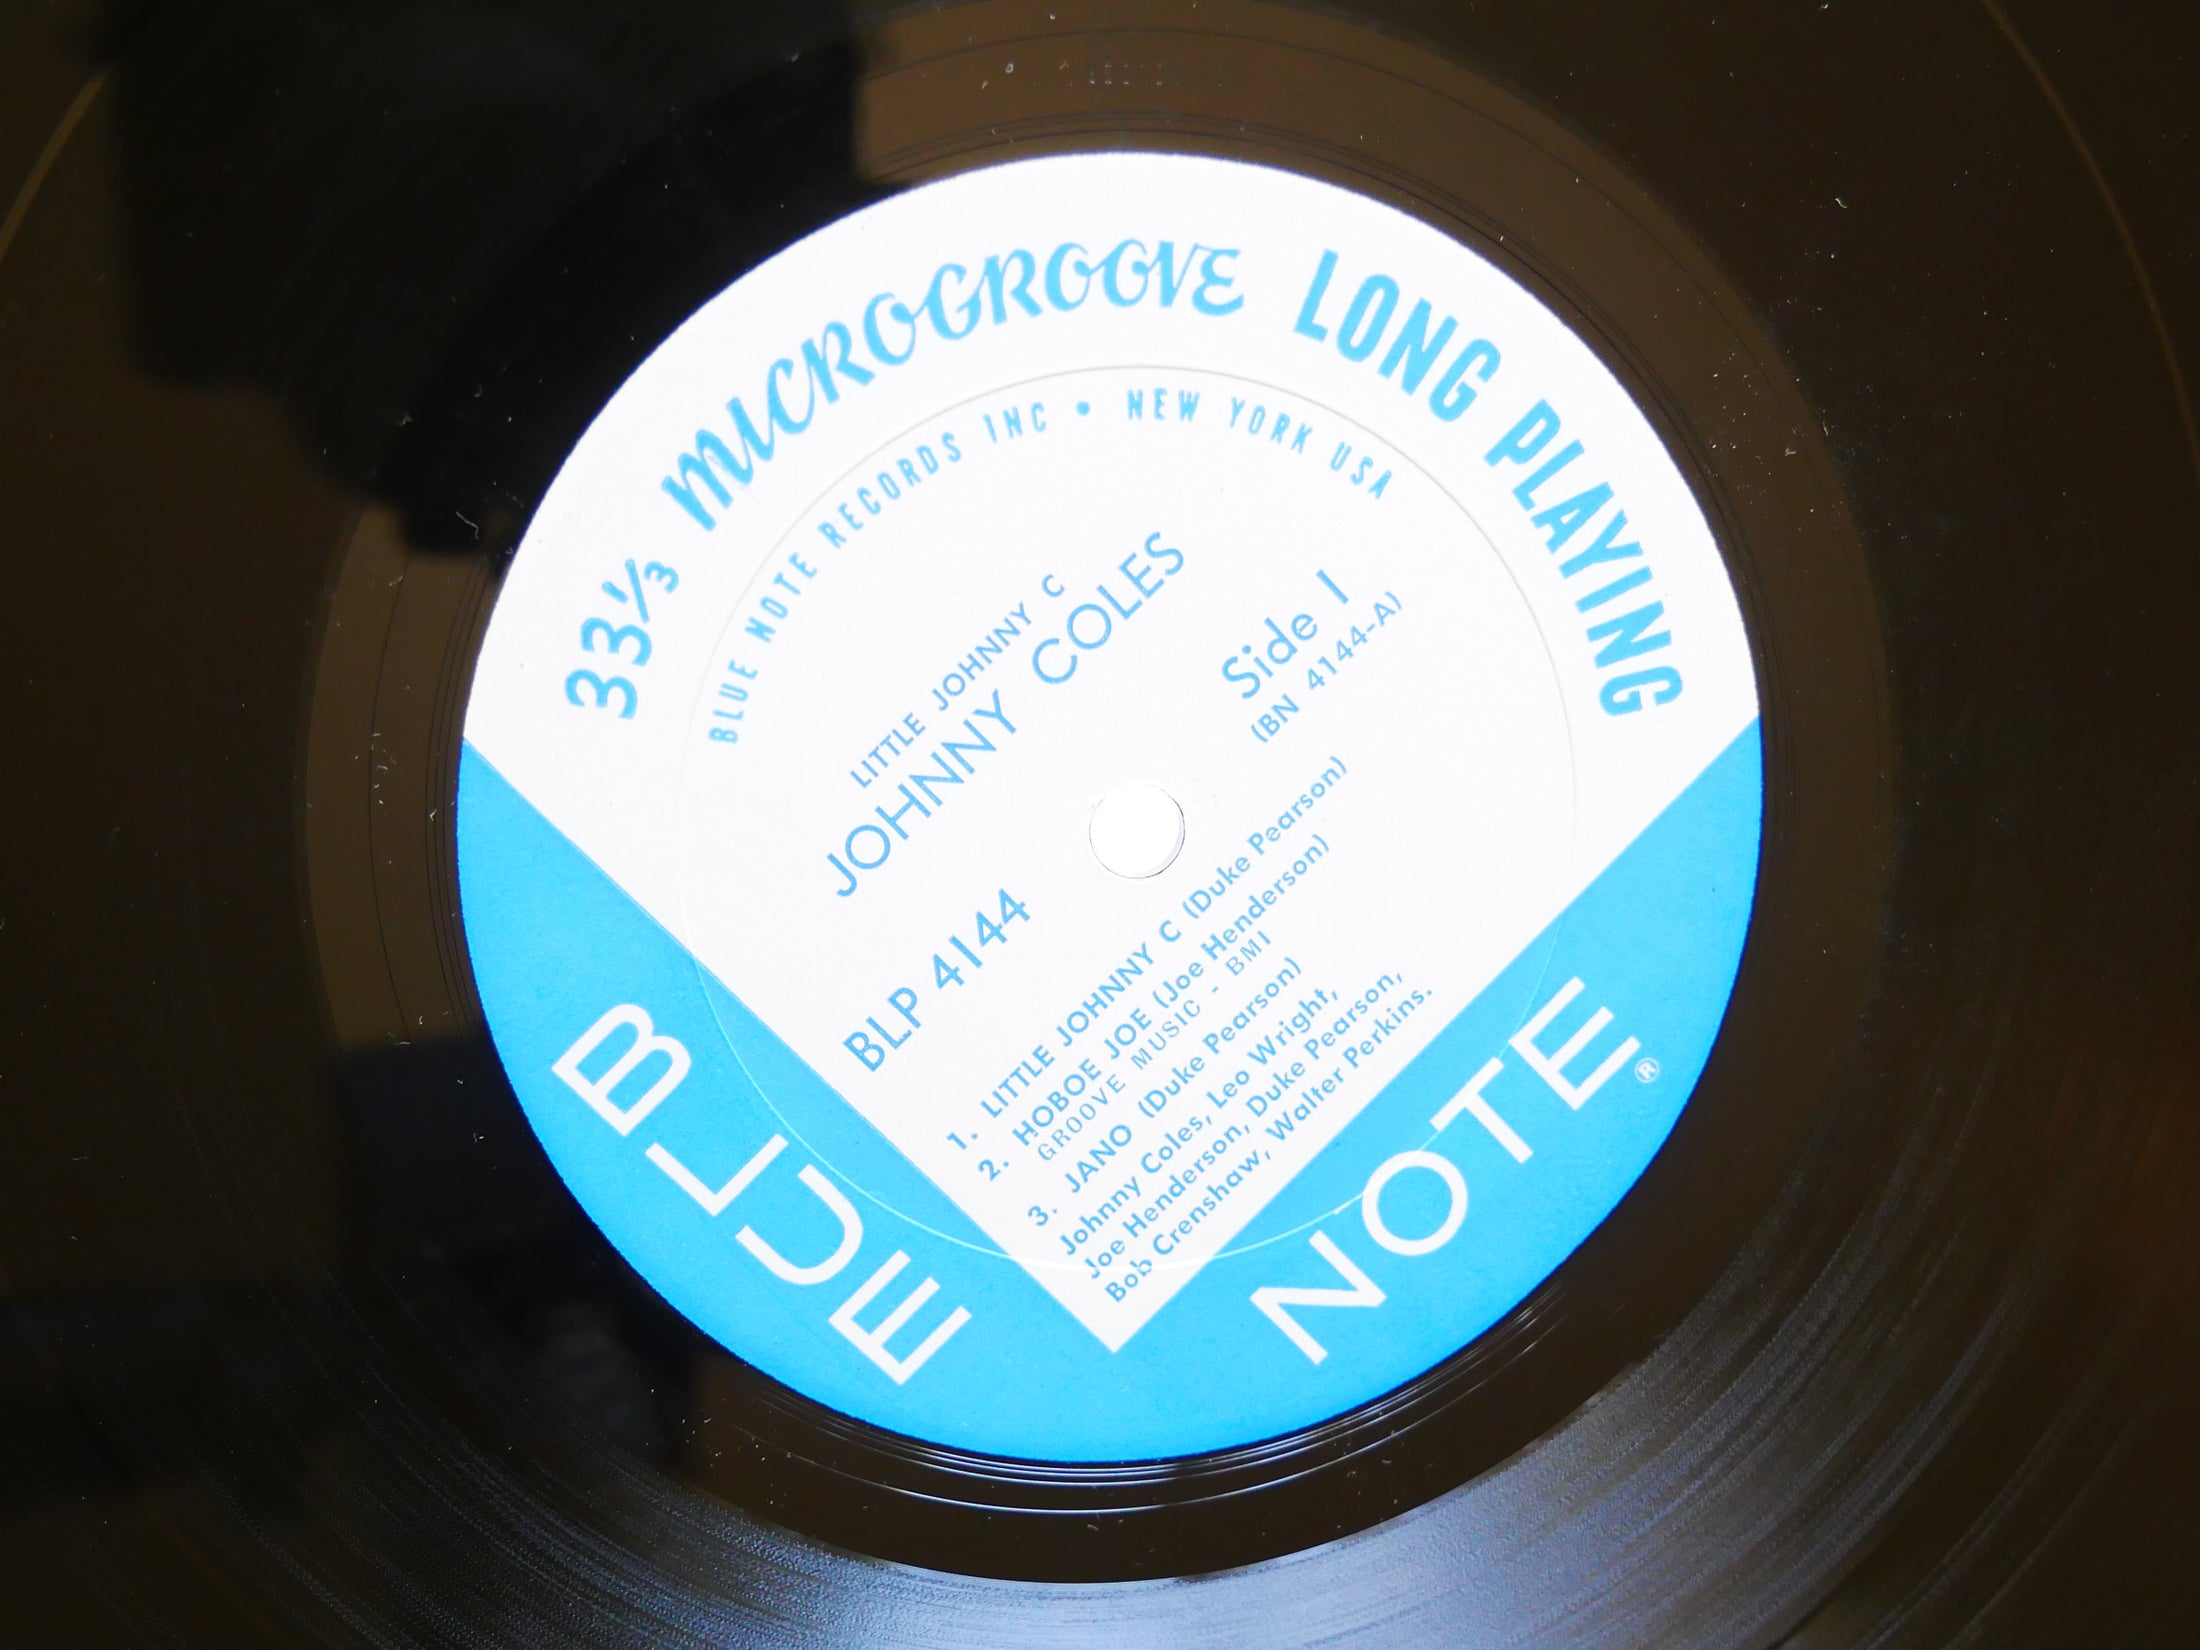 33⅓ MICROGROOVE LONG PLAYING
BLUE NOTE RECORDS INC • NEW YORK USA
LITTLE JOHNNY C
JOHNNY COLES
Side 1
(BN 4144-A)
BLP 4144
1. LITTLE JOHNNY C (Duke Pearson)
2. HOBOE JOE (Joe Henderson)
GROOVE MUSIC - BMI
3. JANO (Duke Pearson)
Johnny Coles, Leo Wright,
Joe Henderson, Duke Pearson,
Bob Crenshaw, Walter Perkins.
BLUE NOTE®